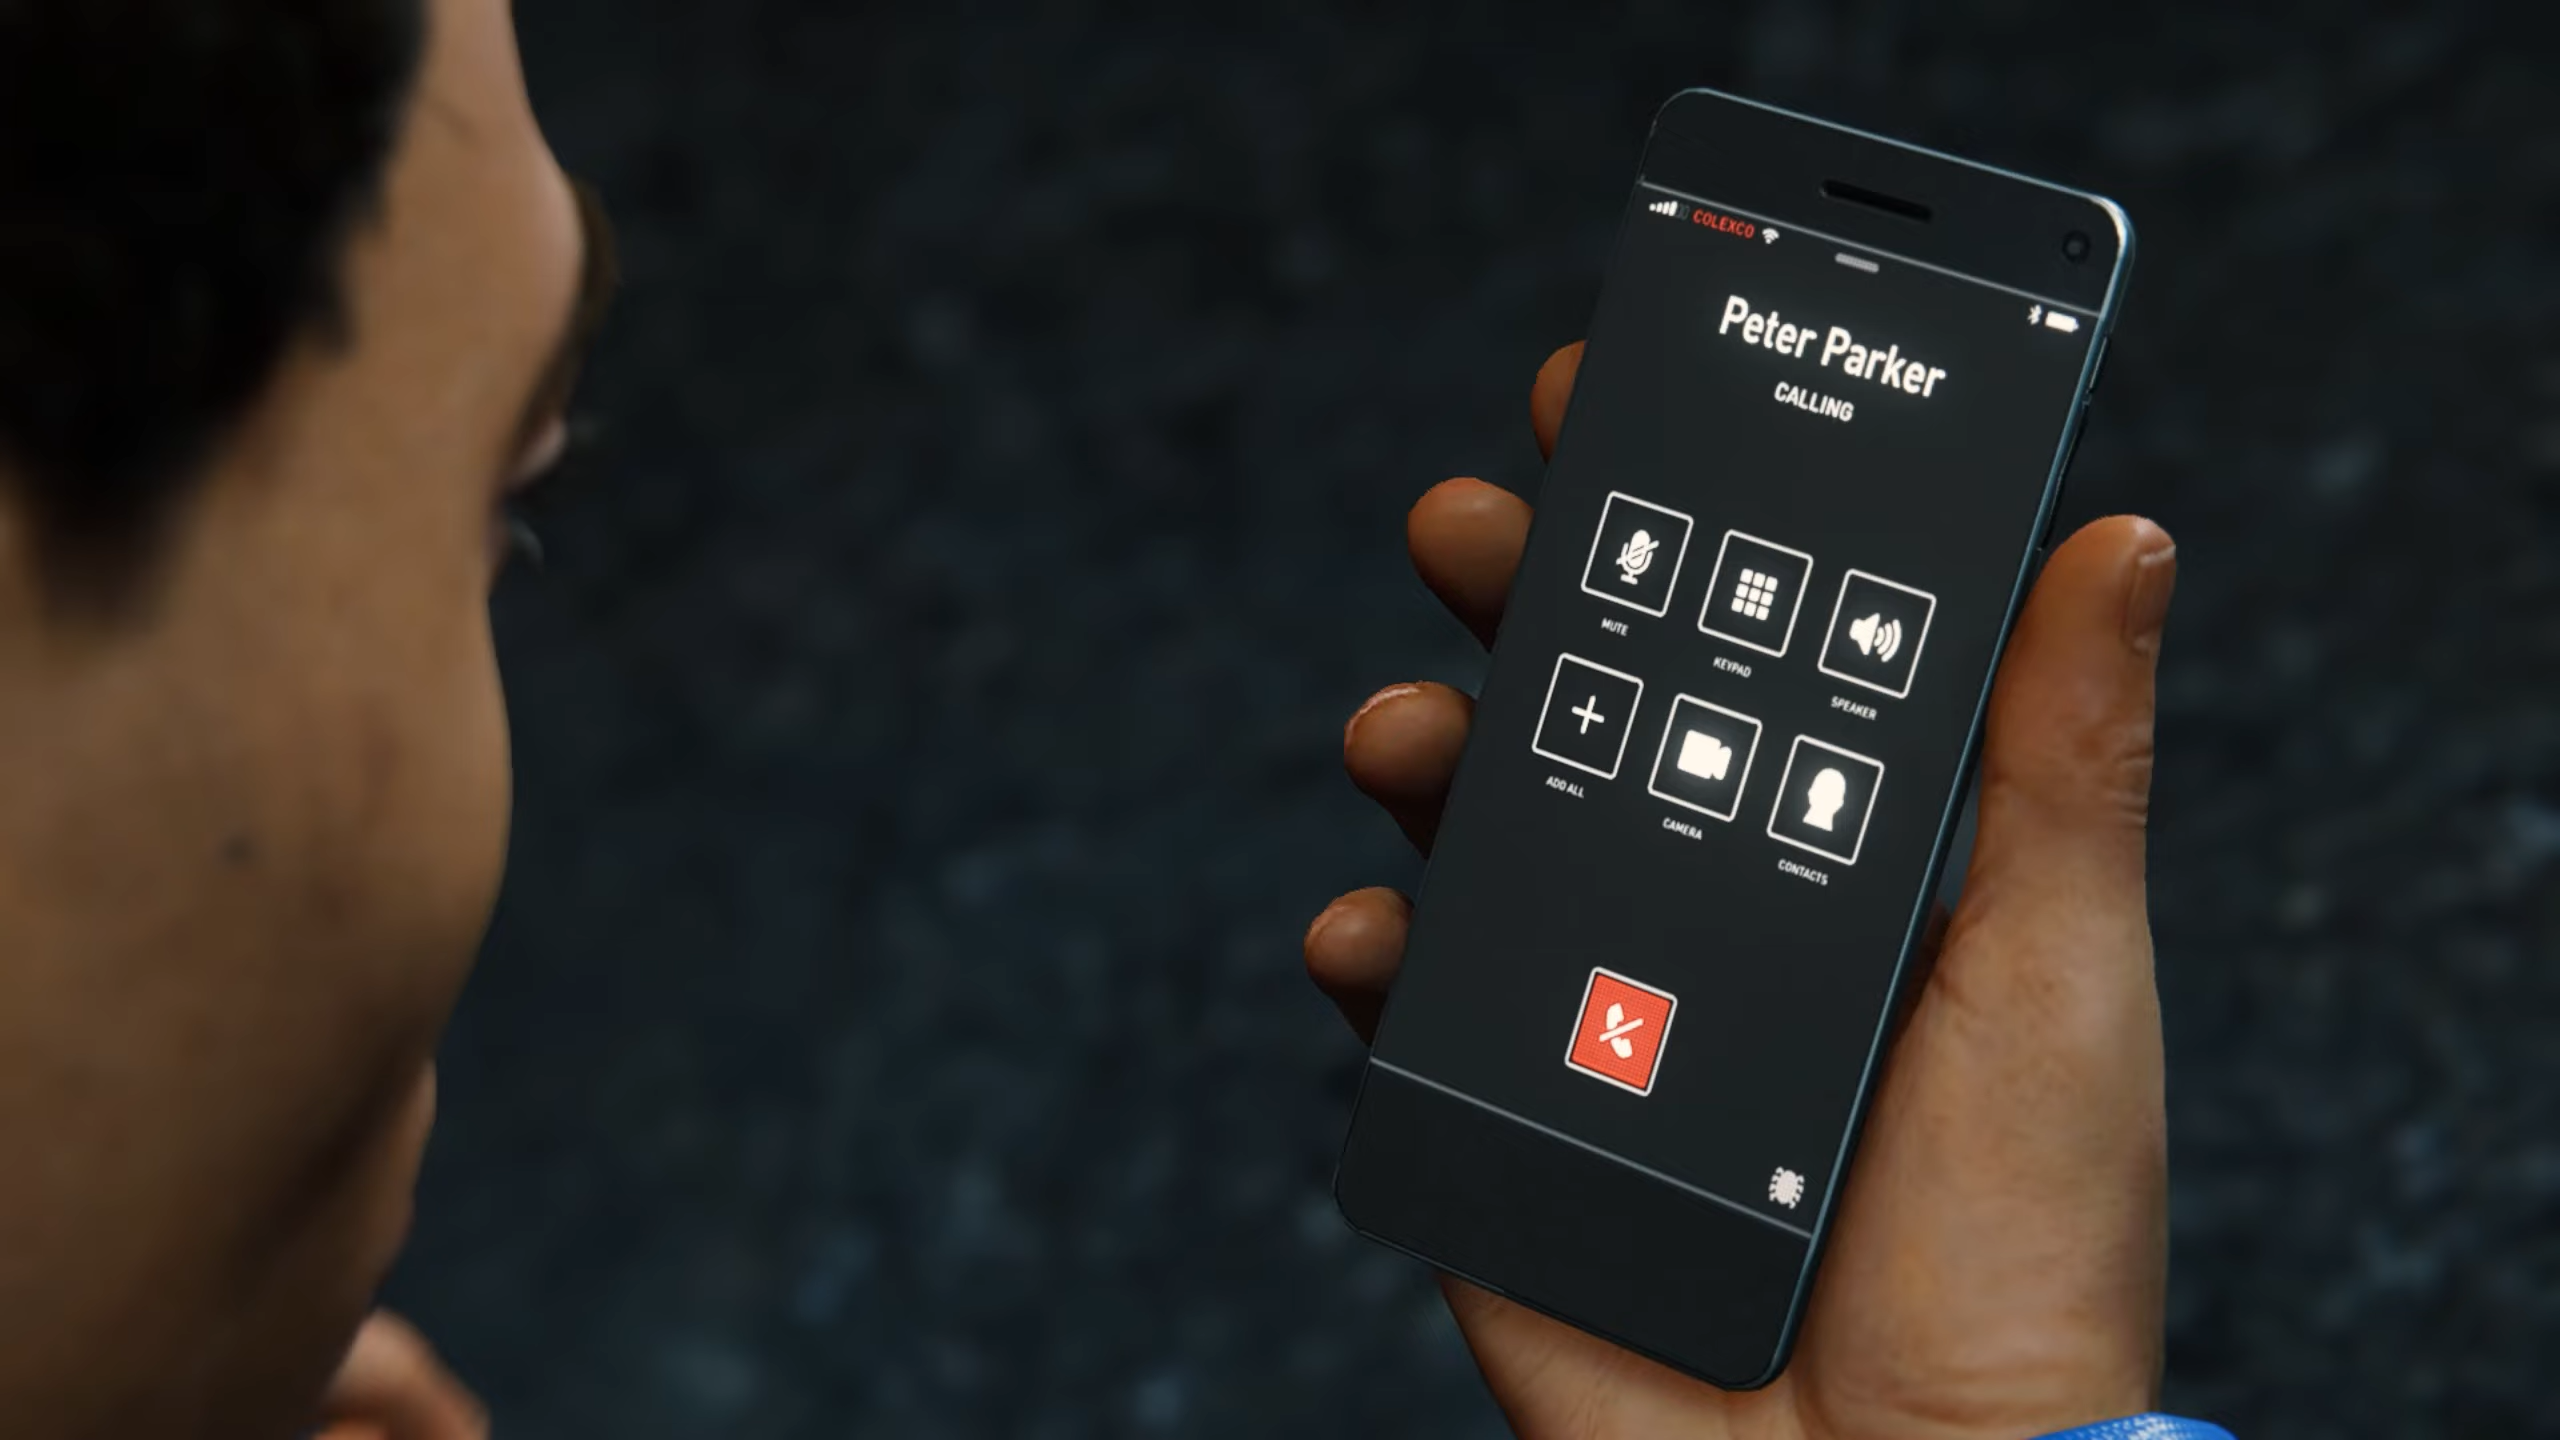 COLEXCO
Peter Parker
CALLING
MUTE
KEYPAD
SPEAKER
ADD ALL
CAMERA
CONTACTS